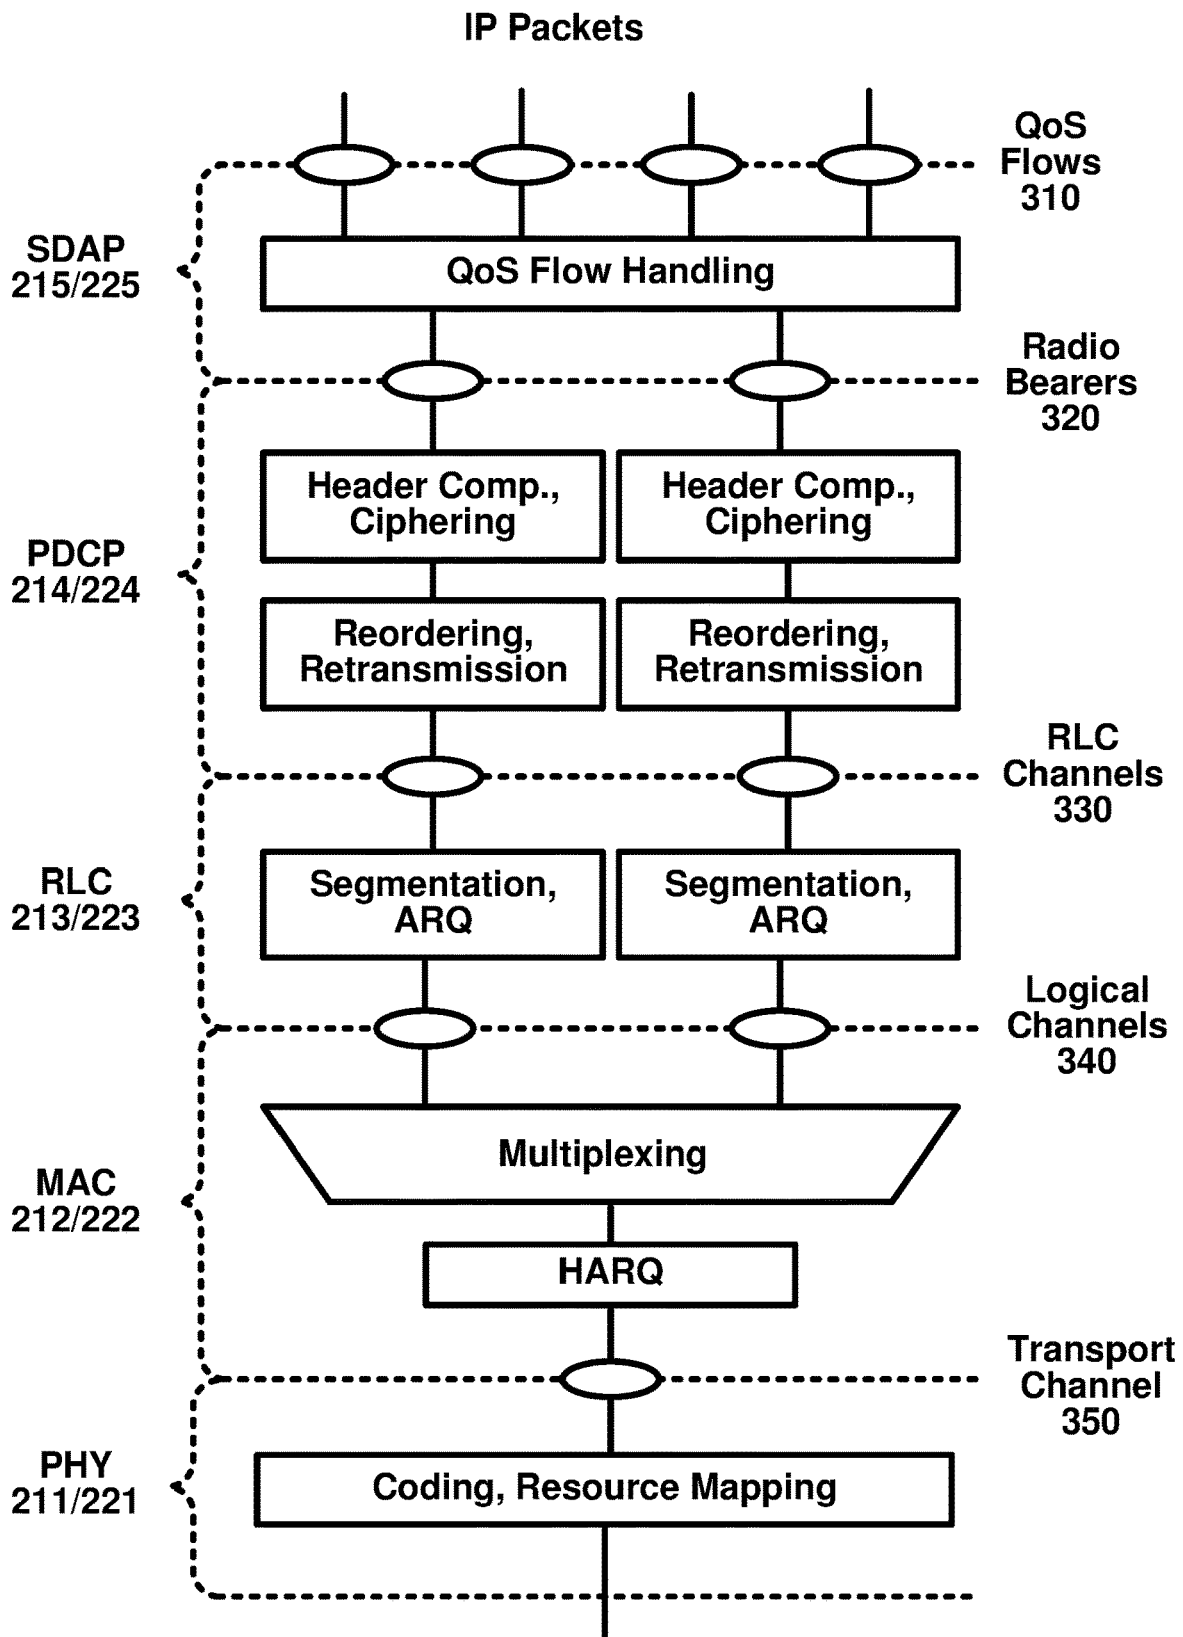 IP Packets
QoS
Flows
310
SDAP
215/225
QoS Flow Handling
Radio
Bearers
320
Header Comp.,
Ciphering
Header Comp.,
Ciphering
PDCP
214/224
Reordering,
Retransmission
Reordering,
Retransmission
RLC
Channels
330
RLC
213/223
Segmentation,
ARQ
Segmentation,
ARQ
Logical
Channels
340
Multiplexing
MAC
212/222
HARQ
Transport
Channel
350
PHY
211/221
Coding, Resource Mapping